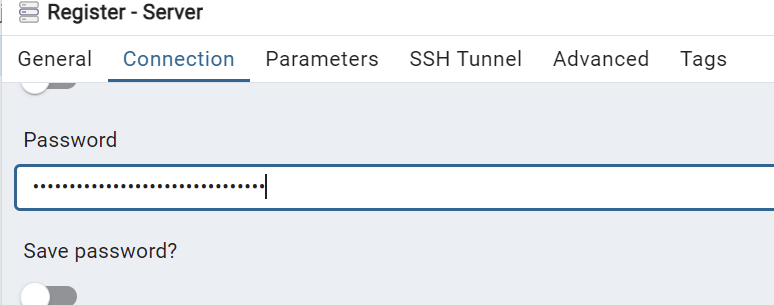 Register - Server
General Connection Parameters SSH Tunnel Advanced Tags
Password
••••••••••••••••••••••••••••••••
Save password?